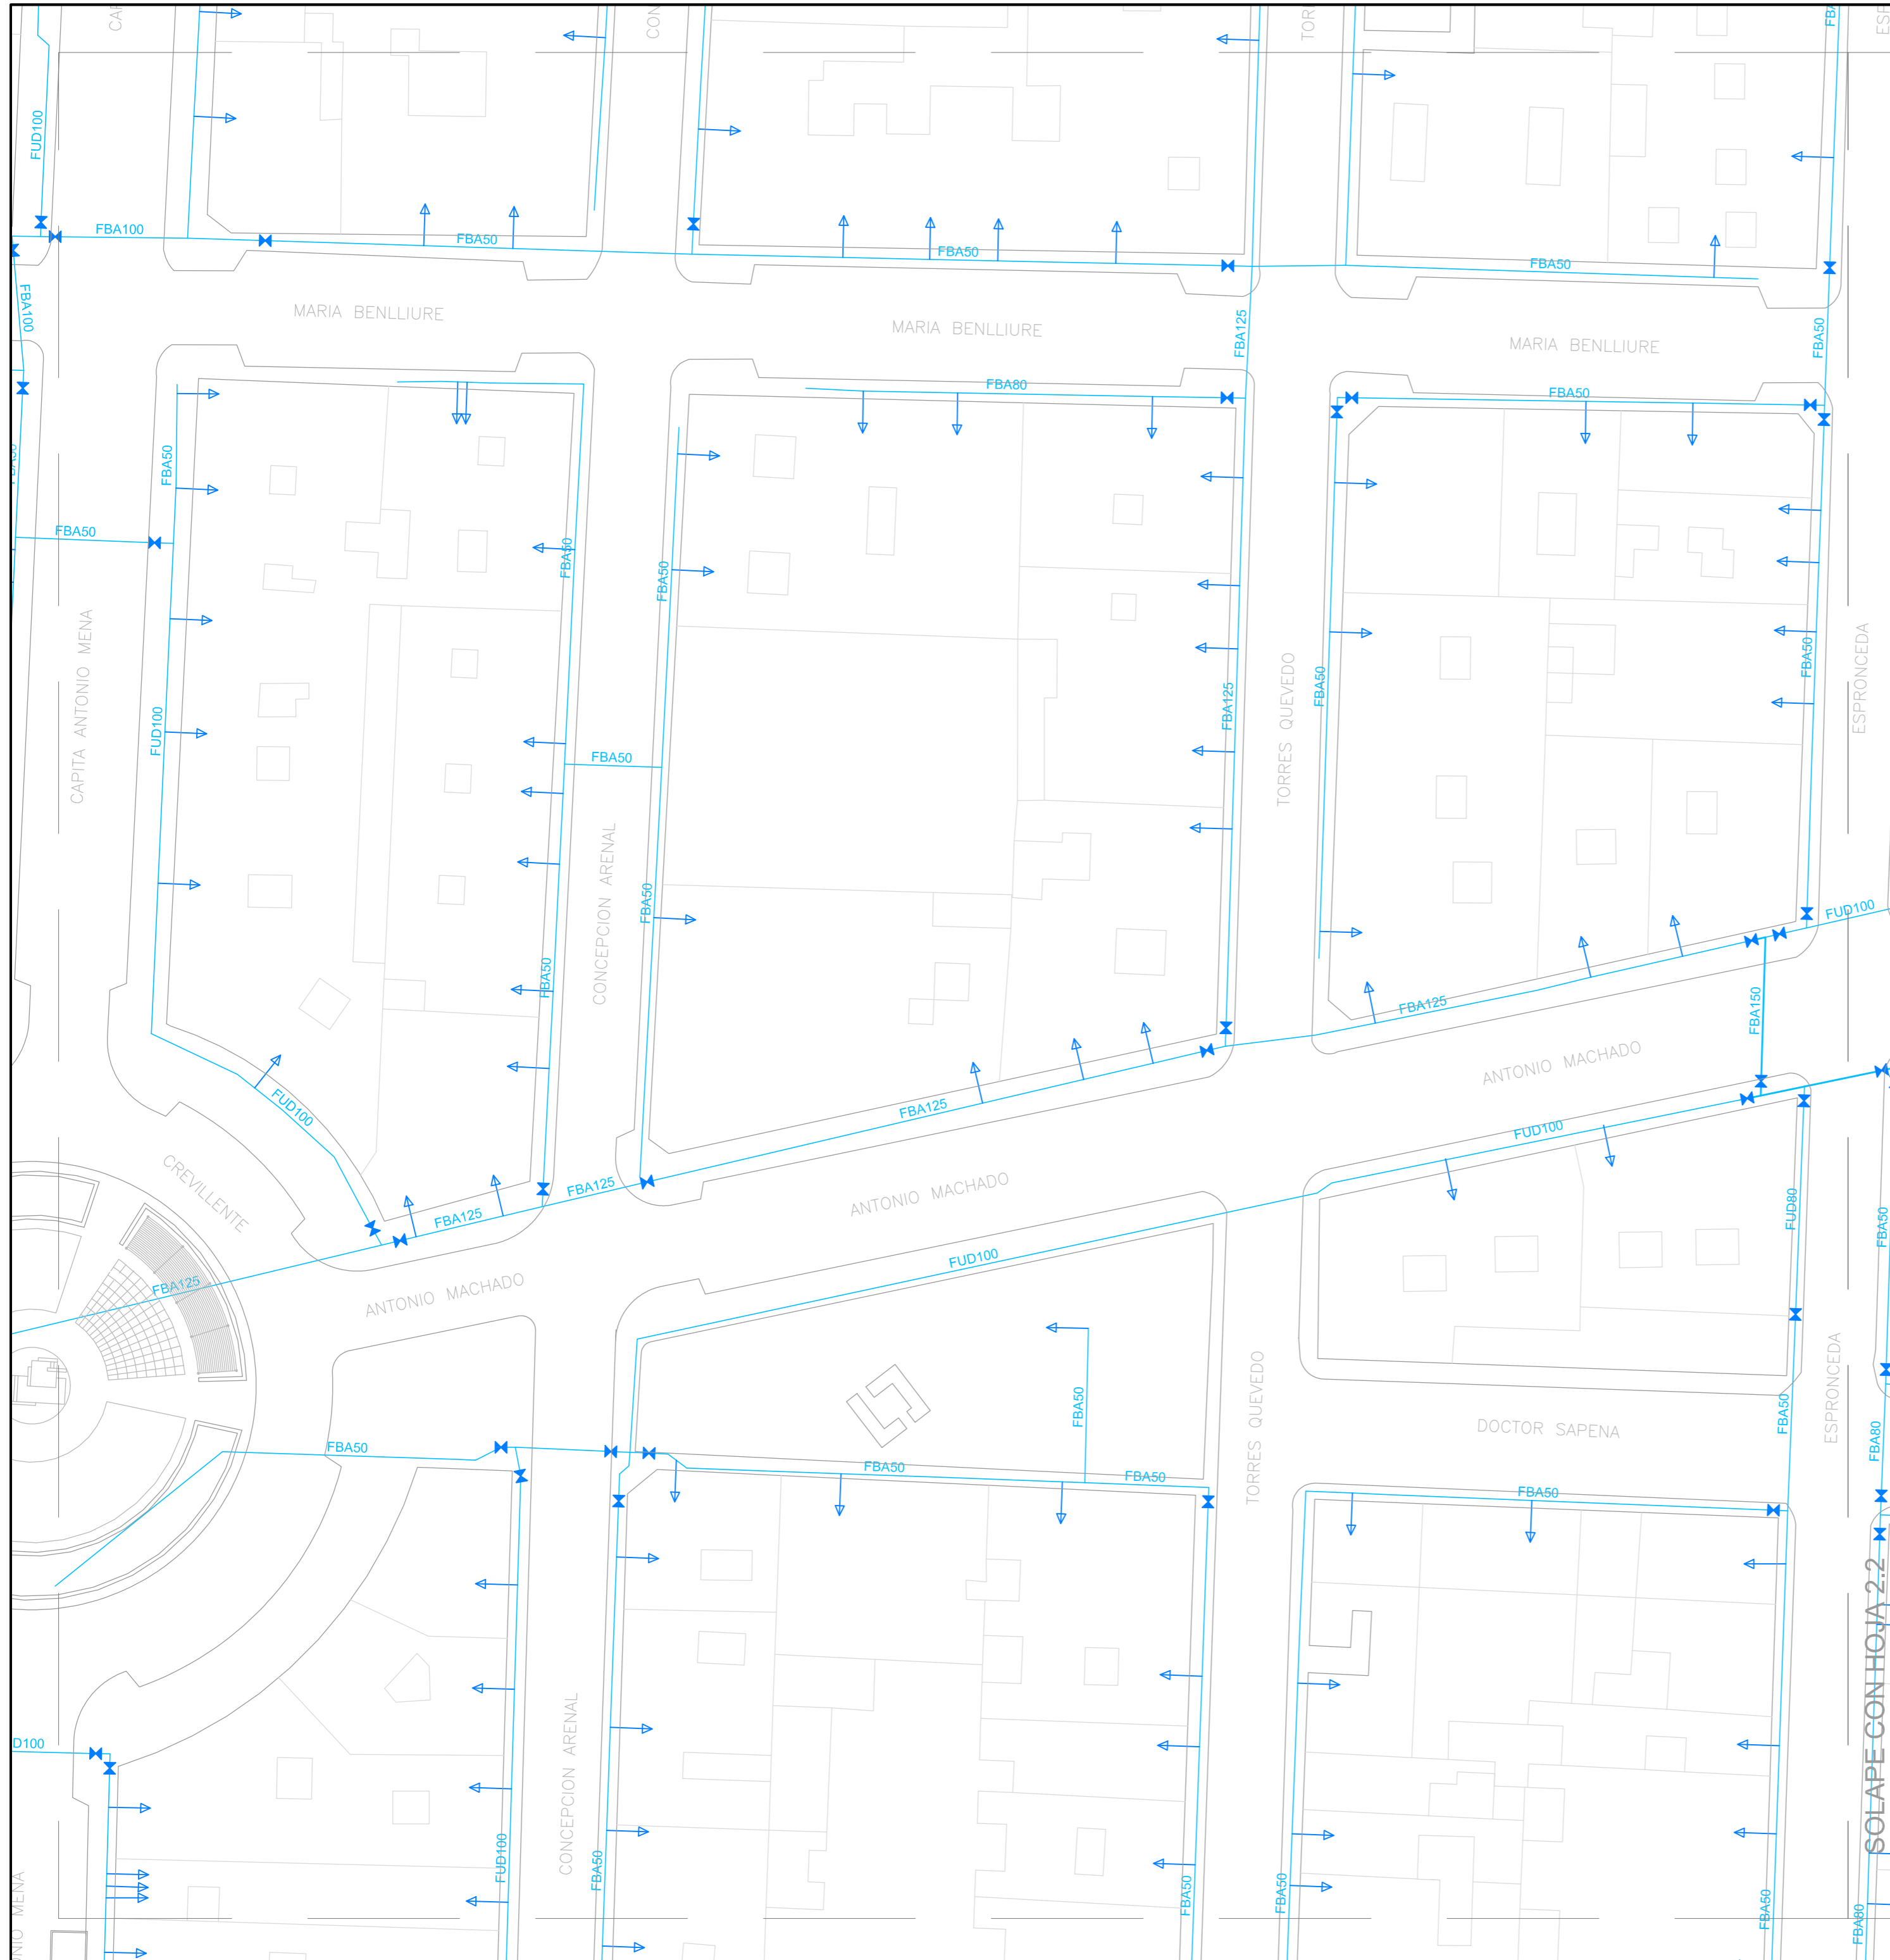 FUD100
FBA100
FBA50
FBA50
FBA50
FBA100
MARIA BENLLIURE
MARIA BENLLIURE
FBA125
MARIA BENLLIURE
FBA50
FBA80
FBA50
FBA50
FBA50
FBA50
FBA50
CAPITA ANTONIO MENA
FUD100
FBA50
CONCEPCION ARENAL
FBA50
FBA50
FBA125
TORRES QUEVEDO
FBA50
FBA50
ESPRONCEDA
FUD100
FBA125
FBA150
ANTONIO MACHADO
FUD100
FBA125
FUD100
CREVILLENTE
FBA125
FBA125
ANTONIO MACHADO
FUD80
FBA50
FBA125
FUD100
ANTONIO MACHADO
FBA50
TORRES QUEVEDO
DOCTOR SAPENA
ESPRONCEDA
FBA50
FBA80
FBA50
FBA50
FBA50
FBA50
SOLAPE CON HOJA 2.2
CONCEPCION ARENAL
D100
FUD100
FBA50
FBA50
FBA50
FBA50
FBA80